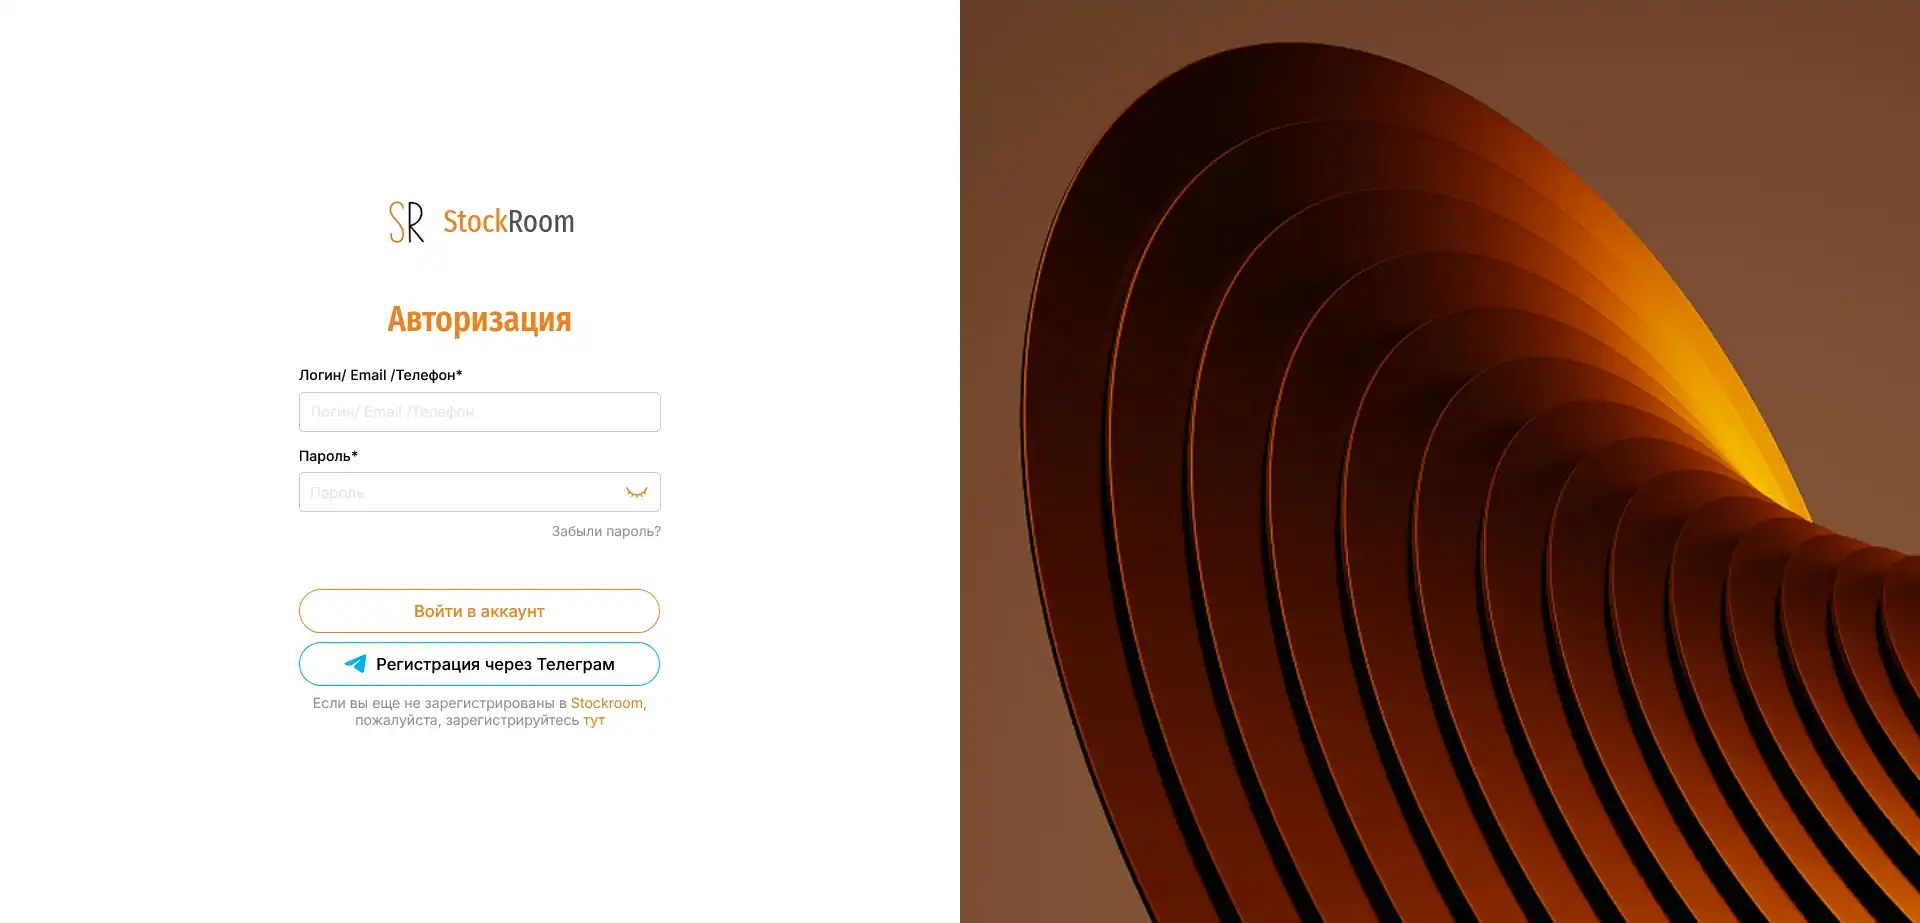 SR StockRoom
Авторизация
Логин/ Email /Телефон*
Логин/ Email /Телефон
Пароль*
Пароль
Забыли пароль?
Войти в аккаунт
Регистрация через Телеграм
Если вы еще не зарегистрированы в Stockroom,
пожалуйста, зарегистрируйтесь тут